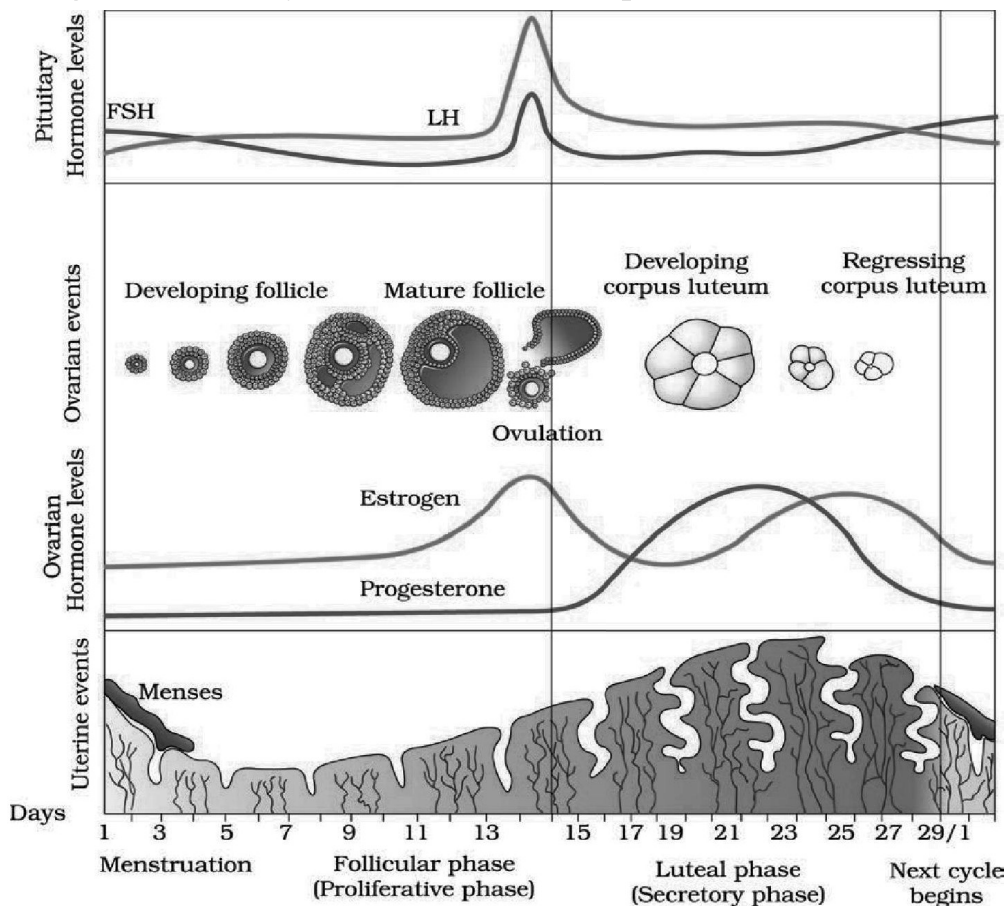 Pituitary
Hormone levels
FSH
LH
Ovarian events
Developing follicle
Mature follicle
Developing
corpus luteum
Regressing
corpus luteum
Ovulation
Ovarian
Hormone levels
Estrogen
Progesterone
Uterine events
Menses
Days
1 3 5 7 9 11 13 15 17 19 21 23 25 27 29/1
Menstruation
Follicular phase
(Proliferative phase)
Luteal phase
(Secretory phase)
Next cycle
begins